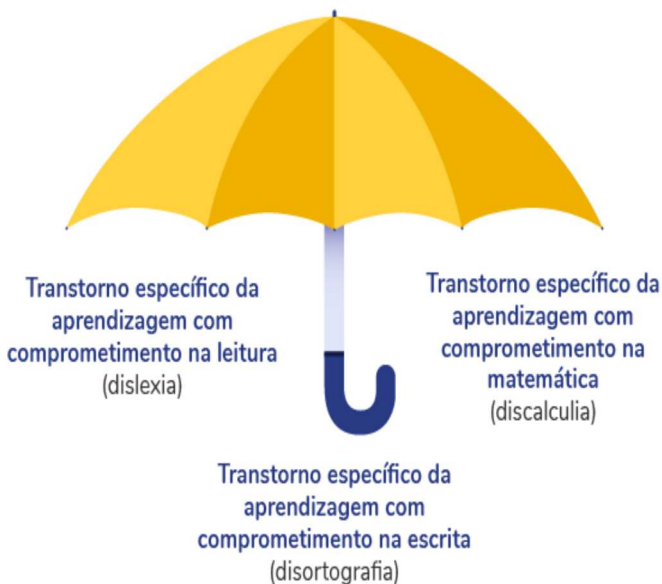 Transtorno específico da
aprendizagem com
comprometimento na leitura
(dislexia)
Transtorno específico da
aprendizagem com
comprometimento na
matemática
(discalculia)
Transtorno específico da
aprendizagem com
comprometimento na escrita
(disortografia)